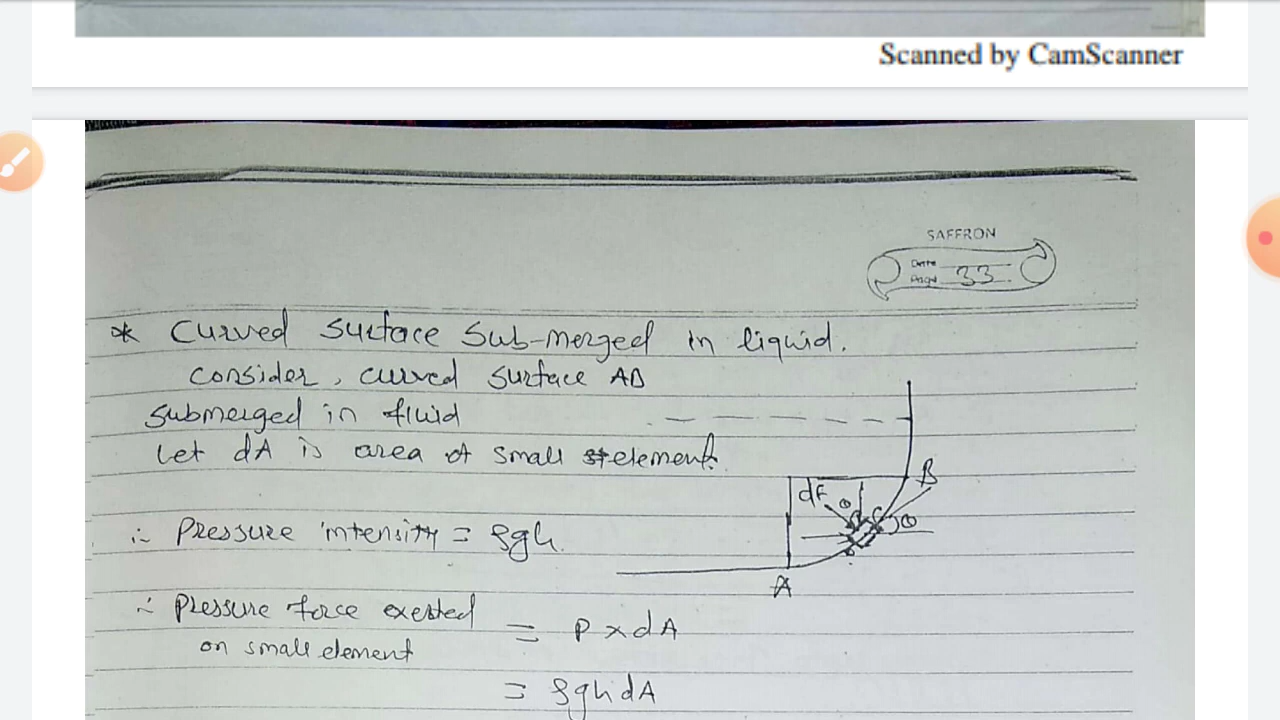 Scanned by CamScanner
SAFFRON
Date
Page 33
* Curved surface Sub-merged in liquid.
consider, curved surface AB
submerged in fluid
Let dA is area of small element.
∴ Pressure intensity = ρgh.
dF θ
B
θ
A
∴ Pressure force exerted
on small element
= P × dA
= ρgh dA